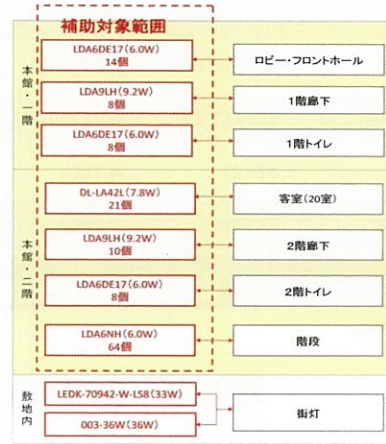 補助対象範囲
本館・一階
LDA6DE17(6.0W)
14個
ロビー・フロントホール
LDA9LH(9.2W)
8個
1階廊下
LDA6DE17(6.0W)
8個
1階トイレ
本館・二階
DL-LA42L(7.8W)
21個
客室(20室)
LDA9LH(9.2W)
10個
2階廊下
LDA6DE17(6.0W)
8個
2階トイレ
LDA6NH(6.0W)
64個
階段
敷地内
LEDK-70942-W-LS8(33W)
003-36W(36W)
街灯